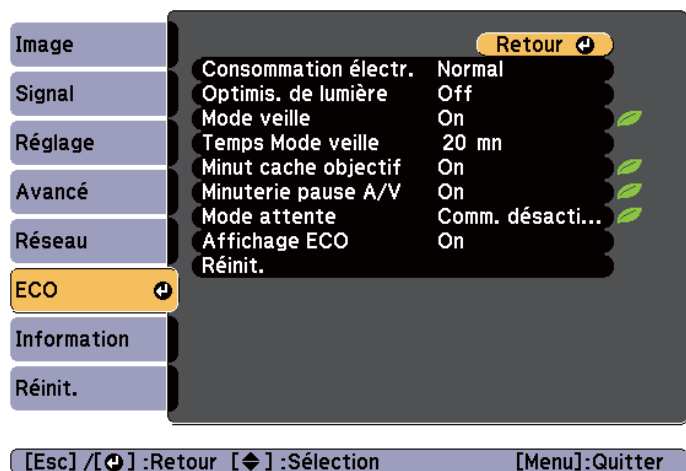 Image
Signal
Réglage
Avancé
Réseau
ECO
Information
Réinit.
Retour
Consommation électr. Normal
Optimis. de lumière Off
Mode veille On
Temps Mode veille 20 mn
Minut cache objectif On
Minuterie pause A/V On
Mode attente Comm. désacti...
Affichage ECO On
Réinit.
[Esc] /[⏎] :Retour [◆] :Sélection [Menu]:Quitter